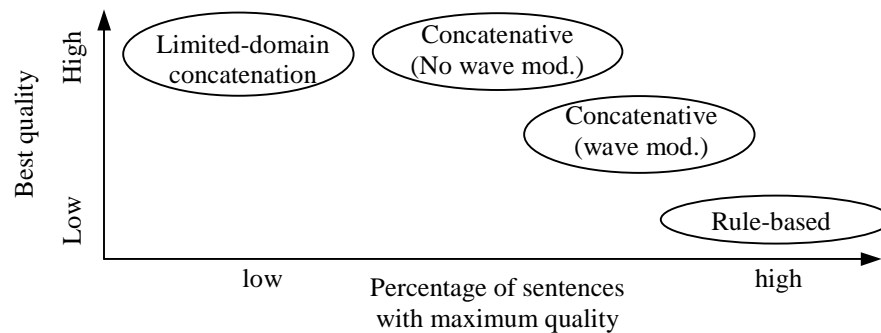 Best quality
High
Low
Limited-domain
concatenation
Concatenative
(No wave mod.)
Concatenative
(wave mod.)
Rule-based
low
high
Percentage of sentences
with maximum quality